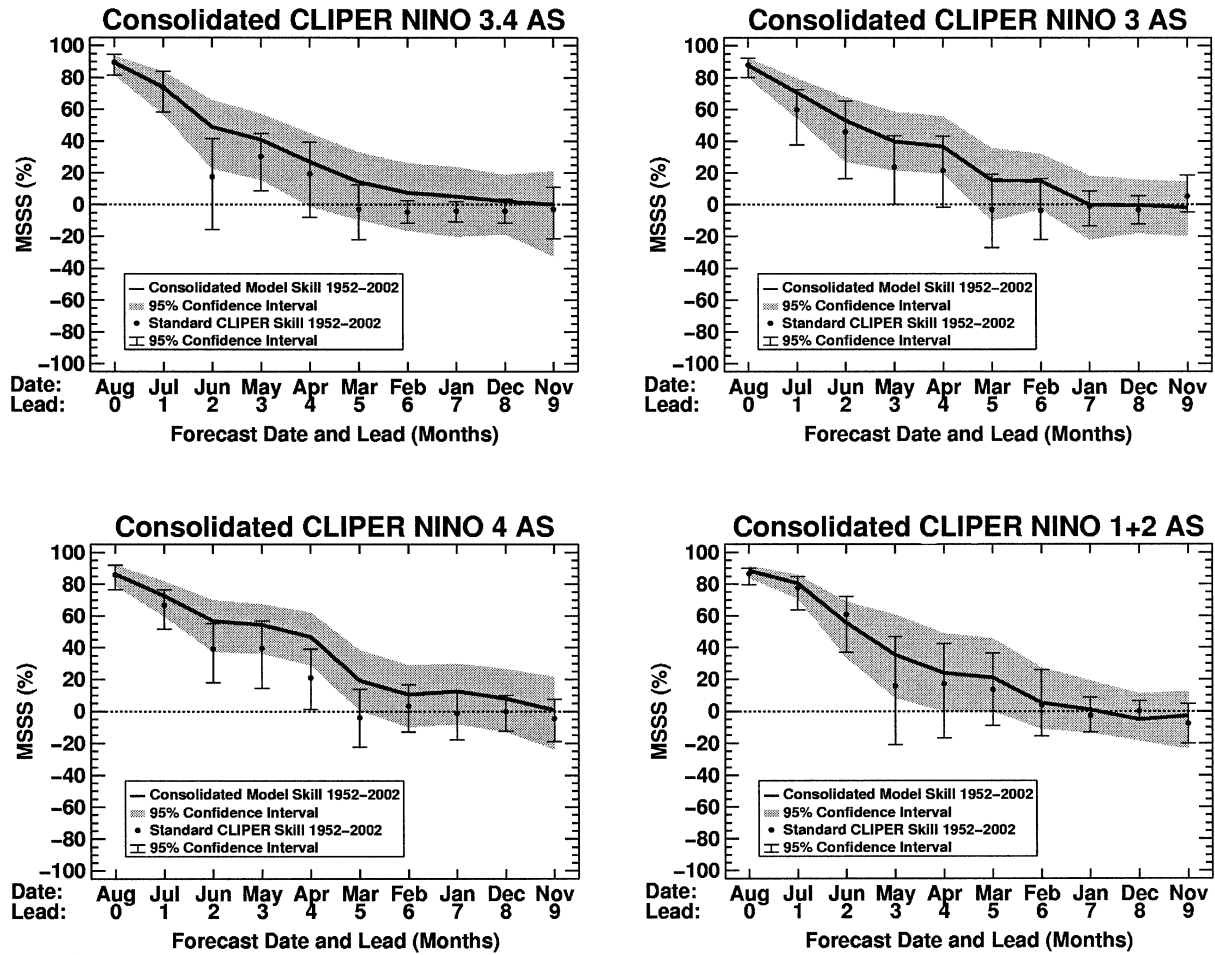 Consolidated CLIPER NINO 3.4 AS
100
80
60
40
20
0
−20
−40
−60
−80
−100
MSSS (%)
Consolidated Model Skill 1952−2002
95% Confidence Interval
Standard CLIPER Skill 1952−2002
95% Confidence Interval
Date: Aug Jul Jun May Apr Mar Feb Jan Dec Nov
Lead: 0 1 2 3 4 5 6 7 8 9
Forecast Date and Lead (Months)
Consolidated CLIPER NINO 3 AS
100
80
60
40
20
0
−20
−40
−60
−80
−100
MSSS (%)
Consolidated Model Skill 1952−2002
95% Confidence Interval
Standard CLIPER Skill 1952−2002
95% Confidence Interval
Date: Aug Jul Jun May Apr Mar Feb Jan Dec Nov
Lead: 0 1 2 3 4 5 6 7 8 9
Forecast Date and Lead (Months)
Consolidated CLIPER NINO 4 AS
100
80
60
40
20
0
−20
−40
−60
−80
−100
MSSS (%)
Consolidated Model Skill 1952−2002
95% Confidence Interval
Standard CLIPER Skill 1952−2002
95% Confidence Interval
Date: Aug Jul Jun May Apr Mar Feb Jan Dec Nov
Lead: 0 1 2 3 4 5 6 7 8 9
Forecast Date and Lead (Months)
Consolidated CLIPER NINO 1+2 AS
100
80
60
40
20
0
−20
−40
−60
−80
−100
MSSS (%)
Consolidated Model Skill 1952−2002
95% Confidence Interval
Standard CLIPER Skill 1952−2002
95% Confidence Interval
Date: Aug Jul Jun May Apr Mar Feb Jan Dec Nov
Lead: 0 1 2 3 4 5 6 7 8 9
Forecast Date and Lead (Months)